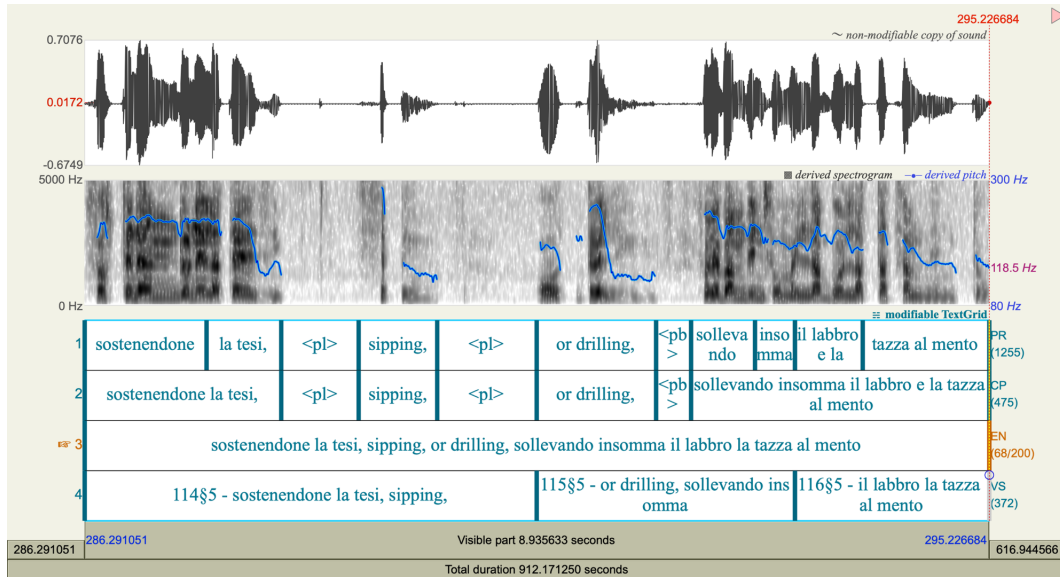 295.226684
0.7076
～ non-modifiable copy of sound
0.0172
-0.6749
5000 Hz
derived spectrogram
derived pitch
300 Hz
118.5 Hz
0 Hz
80 Hz
modifiable TextGrid
1
sostenendone
la tesi,
<pl>
sipping,
<pl>
or drilling,
<pb
>
solleva
ndo
inso
mma
il labbro
e la
tazza al mento
PR
(1255)
2
sostenendone la tesi,
<pl>
sipping,
<pl>
or drilling,
<pb
>
sollevando insomma il labbro e la tazza
al mento
CP
(475)
3
sostenendone la tesi, sipping, or drilling, sollevando insomma il labbro la tazza al mento
EN
(68/200)
4
114§5 - sostenendone la tesi, sipping,
115§5 - or drilling, sollevando ins
omma
116§5 - il labbro la tazza
al mento
VS
(372)
286.291051
286.291051
Visible part 8.935633 seconds
295.226684
616.944566
Total duration 912.171250 seconds